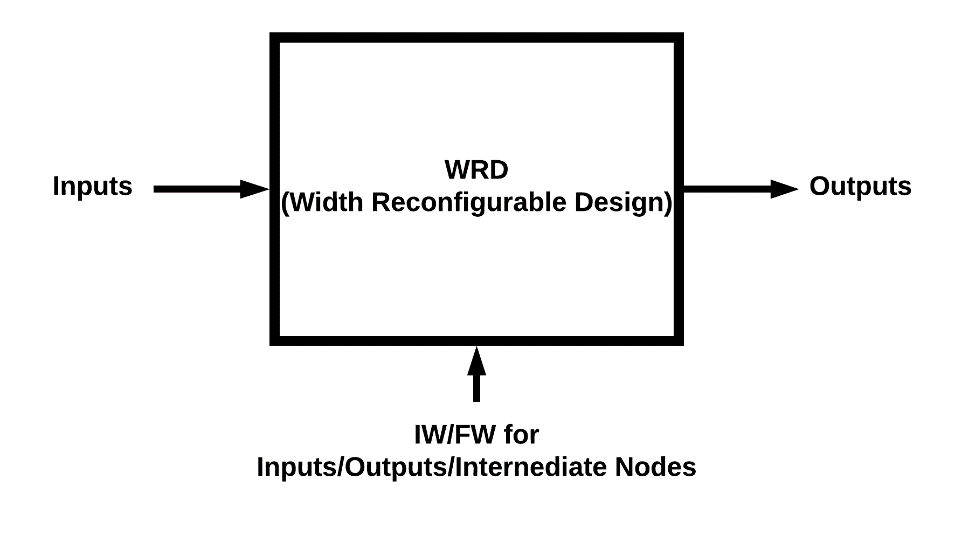 WRD
(Width Reconfigurable Design)
Inputs
Outputs
IW/FW for
Inputs/Outputs/Internediate Nodes